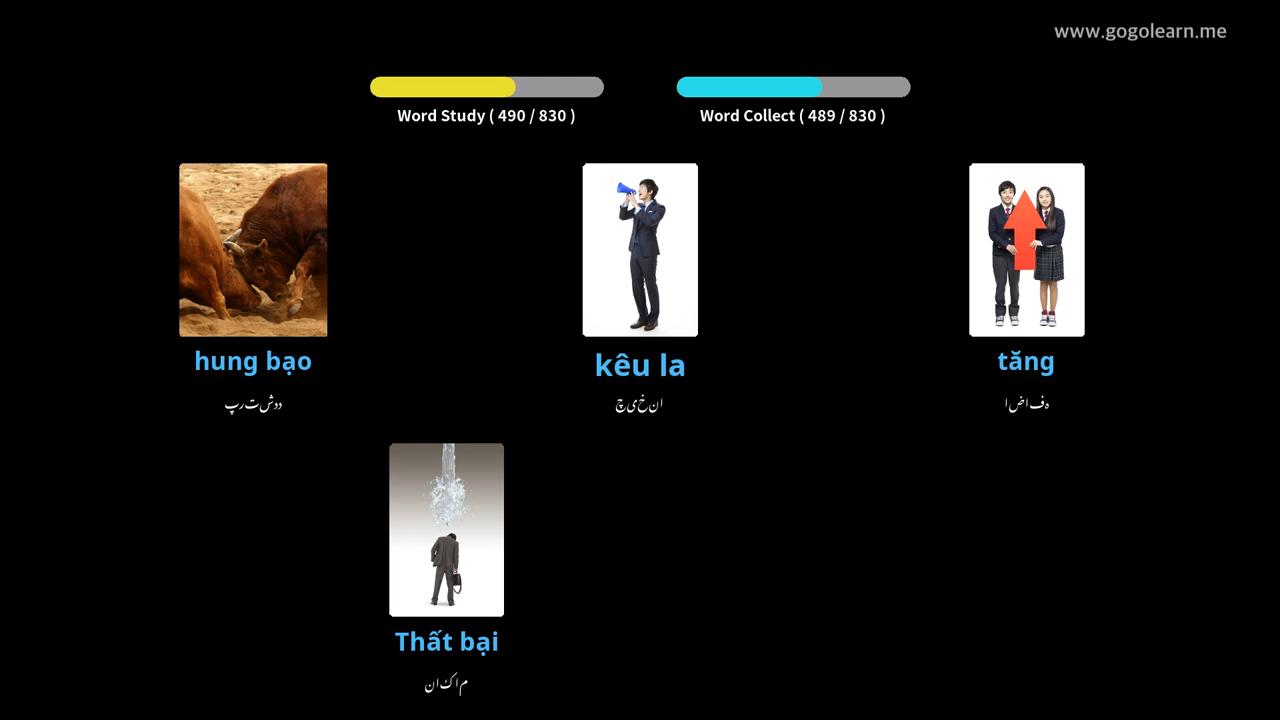 www.gogolearn.me
Word Study ( 490 / 830 )
Word Collect ( 489 / 830 )
hung bạo
kêu la
tăng
پرتشدد
چیخنا
اضافہ
Thất bại
ناکام